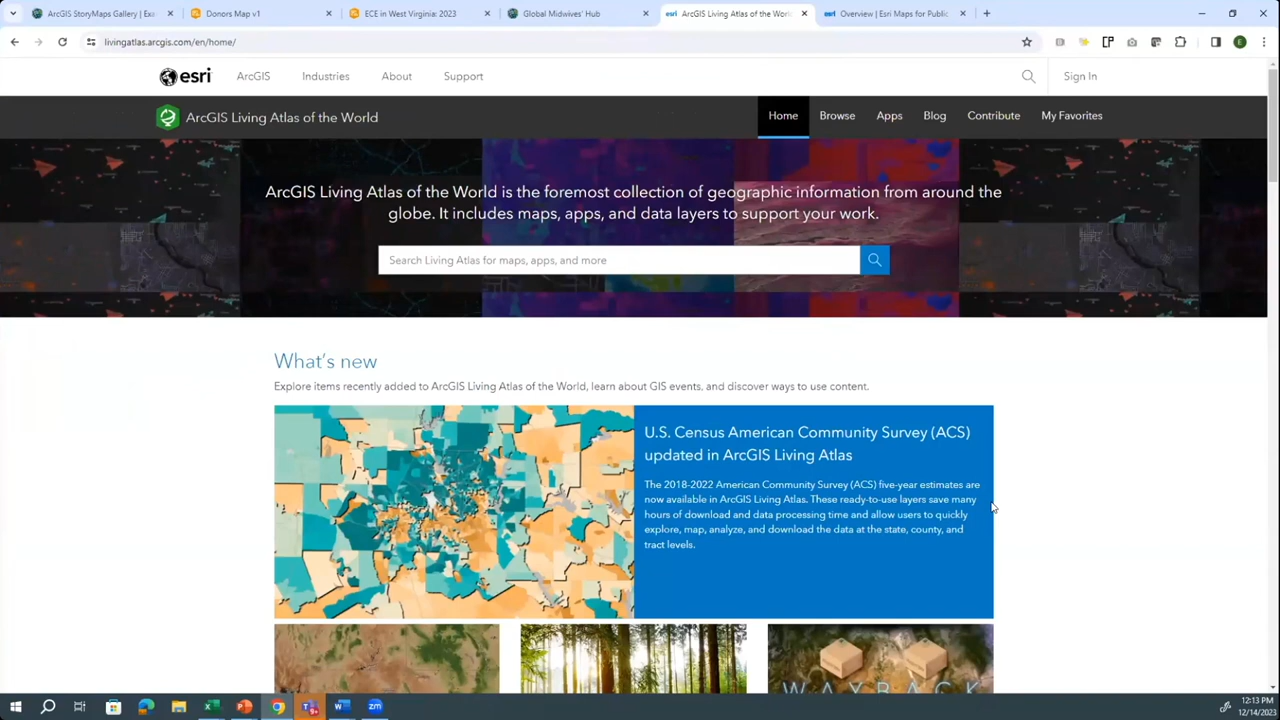 ArcGIS StoryMaps Gallery | Exa
Donors Map v1
ECE in West Virginia: 2023
Global Midwives' Hub
esri ArcGIS Living Atlas of the Worl
esri Overview | Esri Maps for Public
livingatlas.arcgis.com/en/home/
E
esri
ArcGIS
Industries
About
Support
Sign In
ArcGIS Living Atlas of the World
Home
Browse
Apps
Blog
Contribute
My Favorites
ArcGIS Living Atlas of the World is the foremost collection of geographic information from around the
globe. It includes maps, apps, and data layers to support your work.
Search Living Atlas for maps, apps, and more
What's new
Explore items recently added to ArcGIS Living Atlas of the World, learn about GIS events, and discover ways to use content.
U.S. Census American Community Survey (ACS)
updated in ArcGIS Living Atlas
The 2018-2022 American Community Survey (ACS) five-year estimates are
now available in ArcGIS Living Atlas. These ready-to-use layers save many
hours of download and data processing time and allow users to quickly
explore, map, analyze, and download the data at the state, county, and
tract levels.
WAYBACK
12:13 PM
12/14/2023